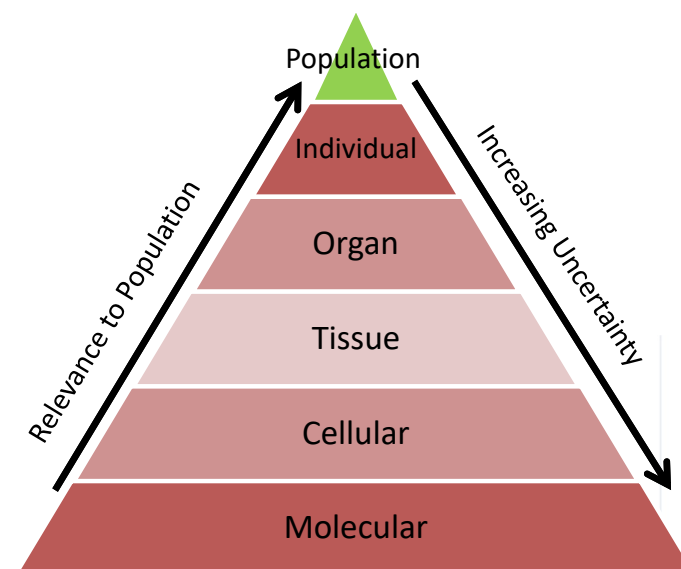 Population
Individual
Organ
Tissue
Cellular
Molecular
Relevance to Population
Increasing Uncertainty